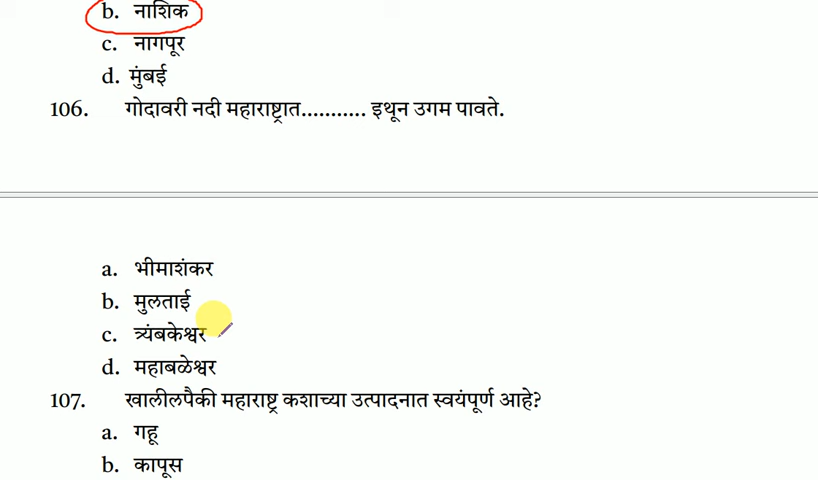 b. नाशिक
c. नागपूर
d. मुंबई
106. गोदावरी नदी महाराष्ट्रात........... इथून उगम पावते.
a. भीमाशंकर
b. मुलताई
c. त्र्यंबकेश्वर
d. महाबळेश्वर
107. खालीलपैकी महाराष्ट्र कशाच्या उत्पादनात स्वयंपूर्ण आहे?
a. गहू
b. कापूस